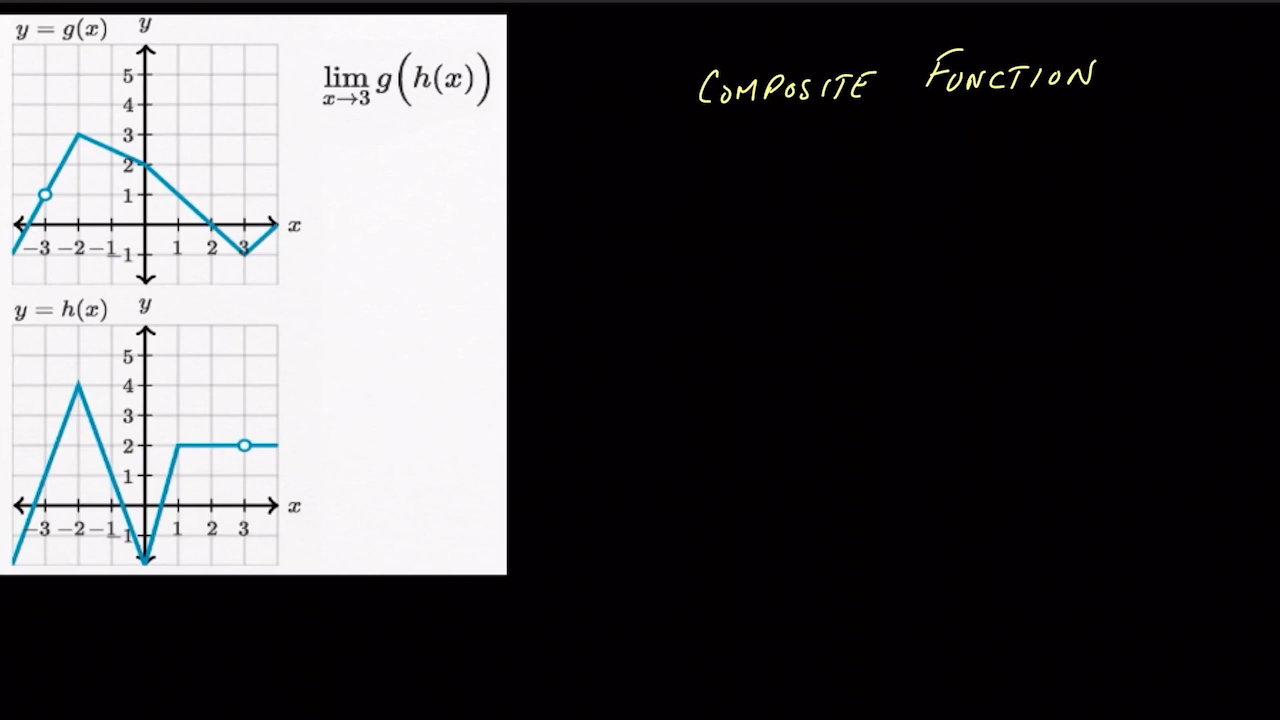 y = g(x) y
lim g(h(x))
x→3
COMPOSITE FUNCTION
5
4
3
2
1
x
−3 −2 −1 1 2 3
−1
y = h(x) y
5
4
3
2
1
x
−3 −2 −1 1 2 3
−1